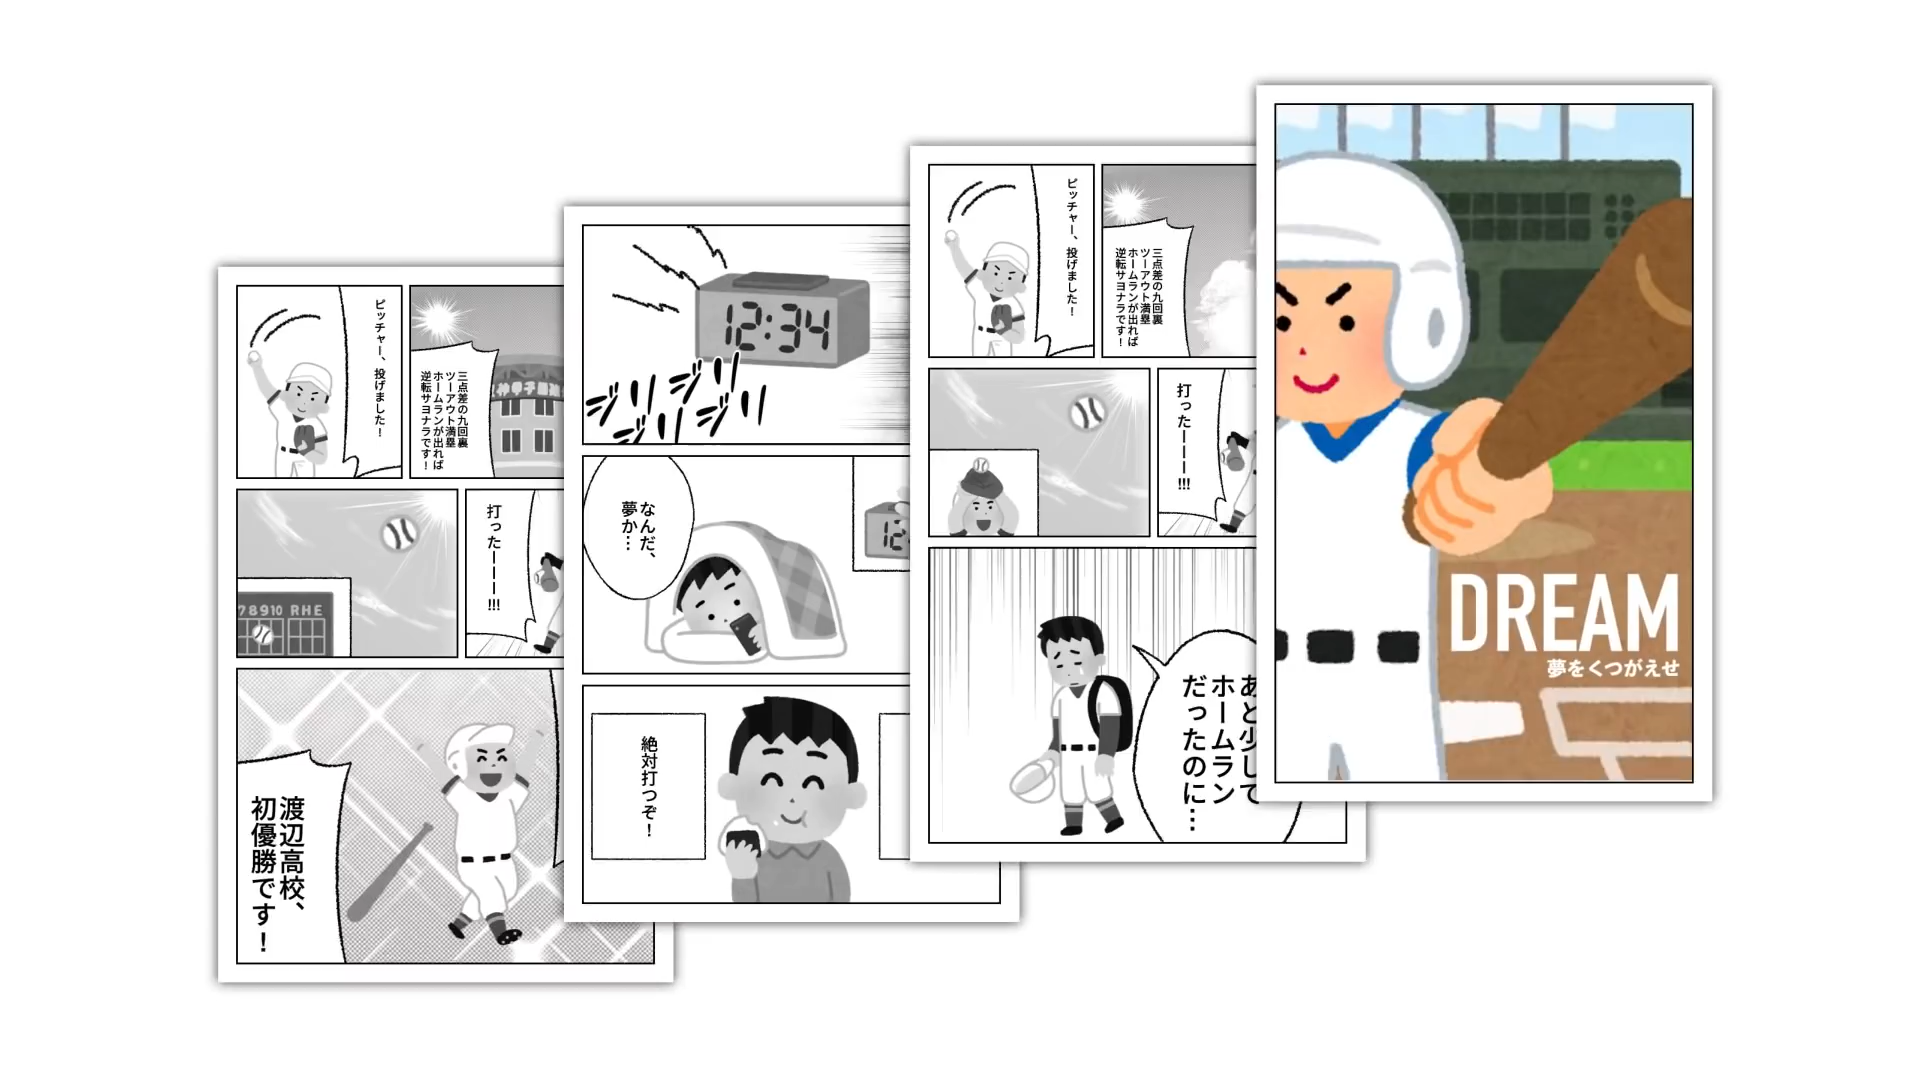 DREAM
夢をくつがえせ
三点差の九回裏
ツーアウト満塁
ホームランが出れば
逆転サヨナラです！
ピッチャー、投げました！
打ったーーー!!!
あと少しで
ホームラン
だったのに…
12:34
ジリ
ジリ
ジリ
ジリ
なんだ、
夢か…
12
絶対打つぞ！
三点差の九回裏
ツーアウト満塁
ホームランが出れば
逆転サヨナラです！
ピッチャー、投げました！
打ったーーー!!!
78910 RHE
渡辺高校、
初優勝です！